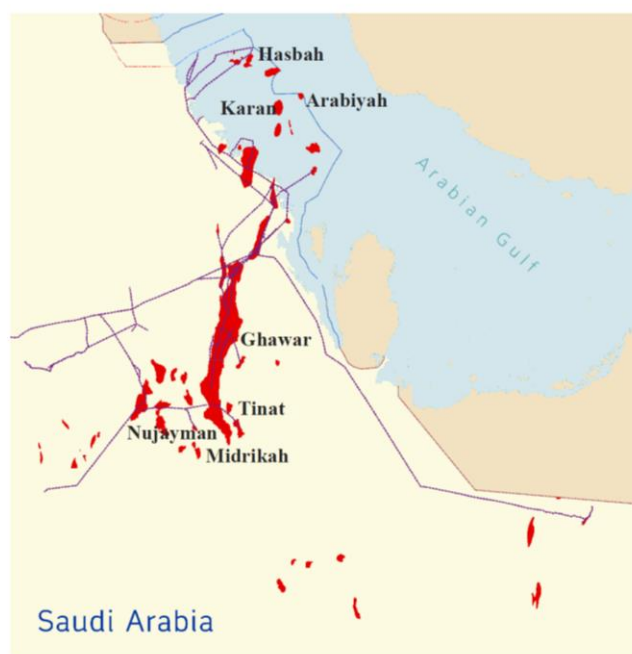 Hasbah
Karan
Arabiyah
Arabian Gulf
Ghawar
Tinat
Nujayman
Midrikah
Saudi Arabia